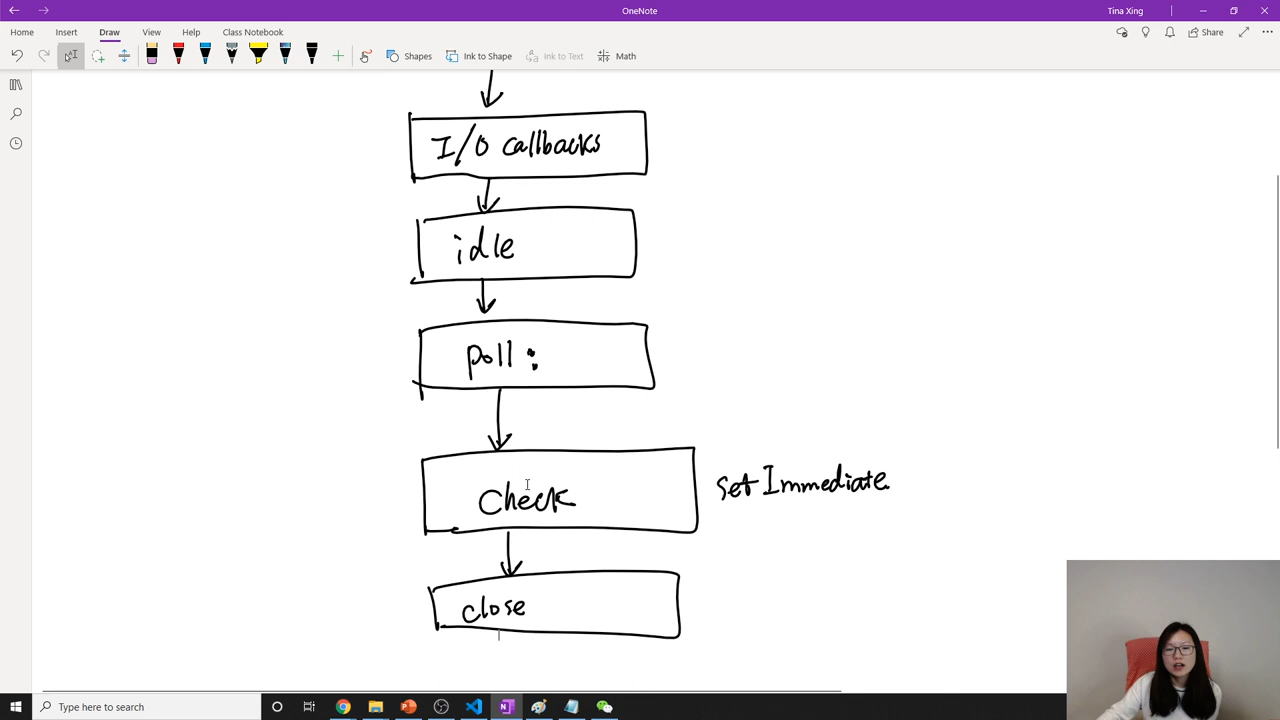 OneNote
Tina Xing
Home Insert Draw View Help Class Notebook
Share
Shapes Ink to Shape Ink to Text Math
I/O callbacks
idle
poll :
check
set Immediate
close
Type here to search